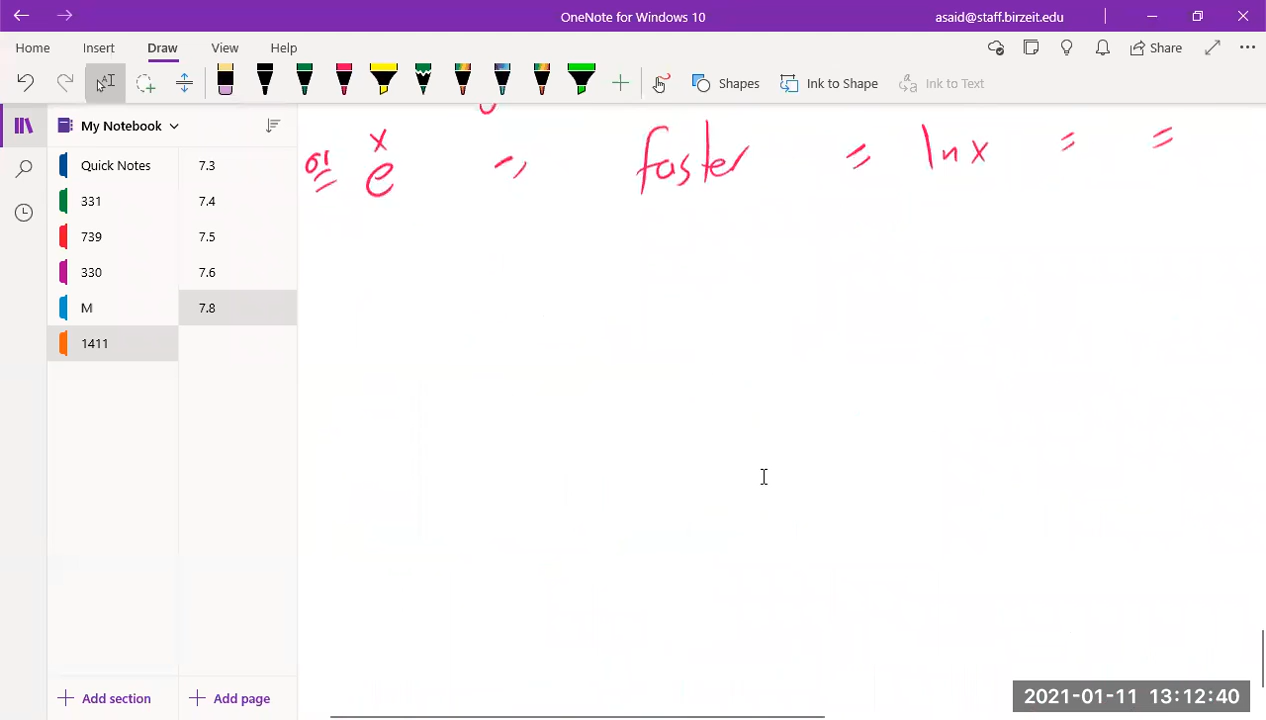 OneNote for Windows 10
asaid@staff.birzeit.edu
Home Insert Draw View Help
Share
Shapes
Ink to Shape
Ink to Text
My Notebook
Quick Notes
331
739
330
M
1411
7.3
7.4
7.5
7.6
7.8
or e^x = faster = ln x = =
Add section
Add page
2021-01-11 13:12:40